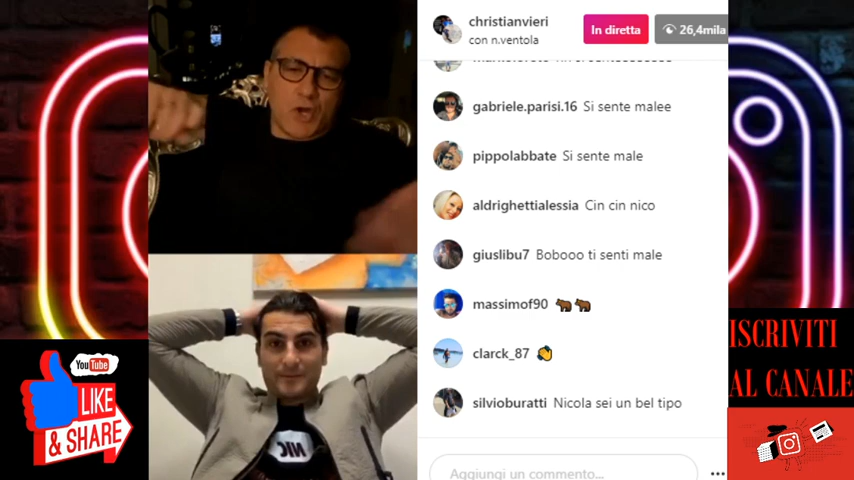 christianvieri
con n.ventola
In diretta
26,4mila
gabriele.parisi.16 Si sente malee
pippolabbate Si sente male
aldrighettialessia Cin cin nico
giuslibu7 Bobooo ti senti male
massimof90
clarck_87
silvioburatti Nicola sei un bel tipo
Aggiungi un commento...
YouTube
LIKE
& SHARE
ISCRIVITI
AL CANALE